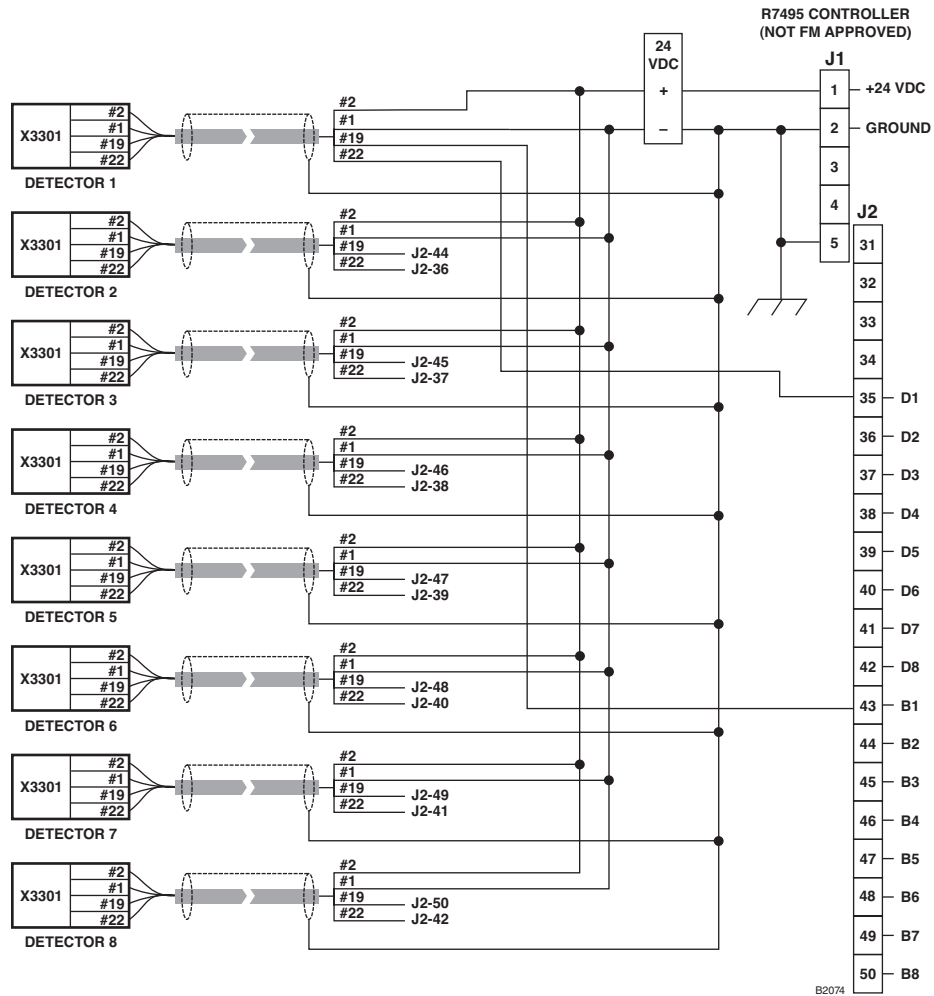 R7495 CONTROLLER
(NOT FM APPROVED)
24
VDC
+
–
J1
1
+24 VDC
2
GROUND
3
4
5
J2
31
32
33
34
35
D1
36
D2
37
D3
38
D4
39
D5
40
D6
41
D7
42
D8
43
B1
44
B2
45
B3
46
B4
47
B5
48
B6
49
B7
50
B8
X3301
#2
#1
#19
#22
DETECTOR 1
#2
#1
#19
#22
X3301
#2
#1
#19
#22
DETECTOR 2
#2
#1
#19
J2-44
#22
J2-36
X3301
#2
#1
#19
#22
DETECTOR 3
#2
#1
#19
J2-45
#22
J2-37
X3301
#2
#1
#19
#22
DETECTOR 4
#2
#1
#19
J2-46
#22
J2-38
X3301
#2
#1
#19
#22
DETECTOR 5
#2
#1
#19
J2-47
#22
J2-39
X3301
#2
#1
#19
#22
DETECTOR 6
#2
#1
#19
J2-48
#22
J2-40
X3301
#2
#1
#19
#22
DETECTOR 7
#2
#1
#19
J2-49
#22
J2-41
X3301
#2
#1
#19
#22
DETECTOR 8
#2
#1
#19
J2-50
#22
J2-42
B2074